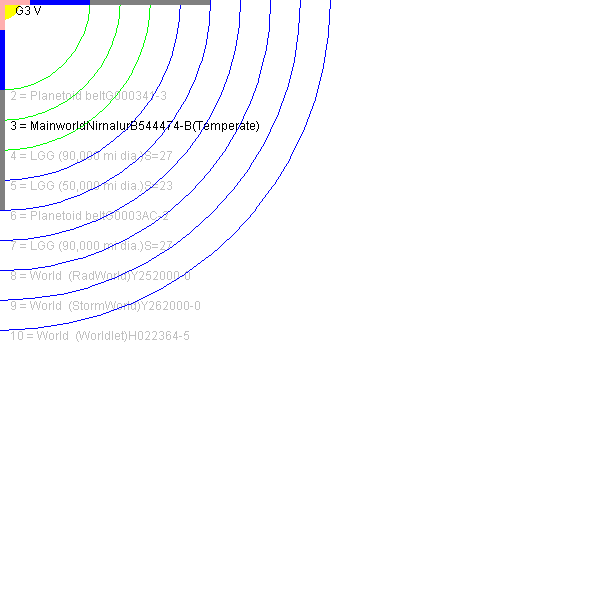 G3 V
2 = Planetoid beltG000341-3
3 = MainworldNirnalurB544474-B(Temperate)
4 = LGG (90,000 mi dia.)S=27
5 = LGG (50,000 mi dia.)S=23
6 = Planetoid beltG0003AC-2
7 = LGG (90,000 mi dia.)S=27
8 = World  (RadWorld)Y252000-0
9 = World  (StormWorld)Y262000-0
10 = World  (Worldlet)H022364-5